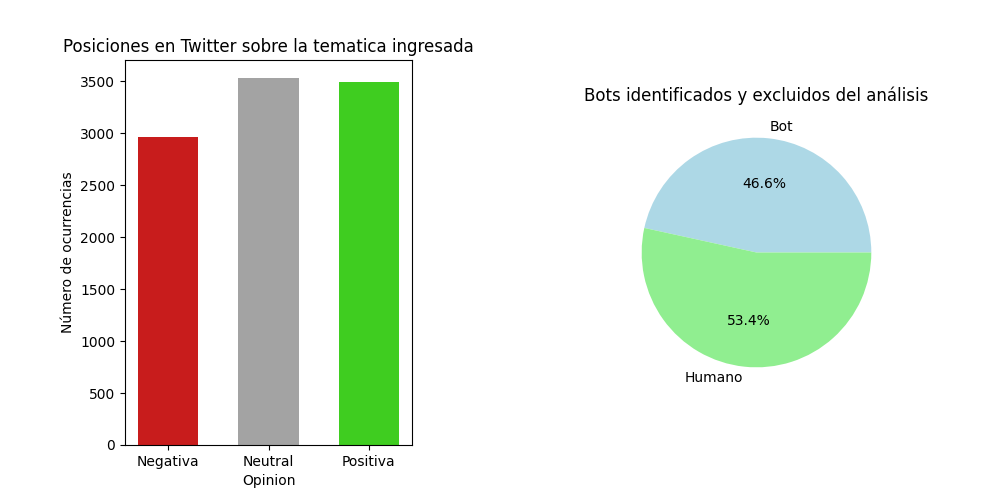 Posiciones en Twitter sobre la tematica ingresada
Número de ocurrencias
3500
3000
2500
2000
1500
1000
500
0
Negativa
Neutral
Positiva
Opinion
Bots identificados y excluidos del análisis
Bot
46.6%
53.4%
Humano